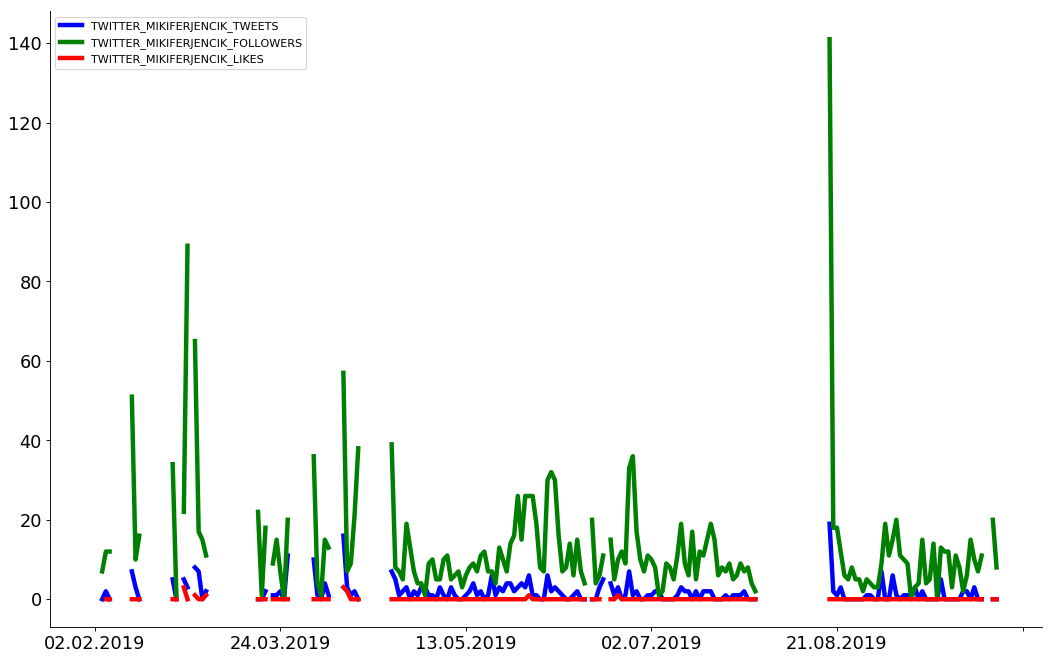 TWITTER_MIKIFERJENCIK_TWEETS
TWITTER_MIKIFERJENCIK_FOLLOWERS
TWITTER_MIKIFERJENCIK_LIKES
140
120
100
80
60
40
20
0
02.02.2019 24.03.2019 13.05.2019 02.07.2019 21.08.2019